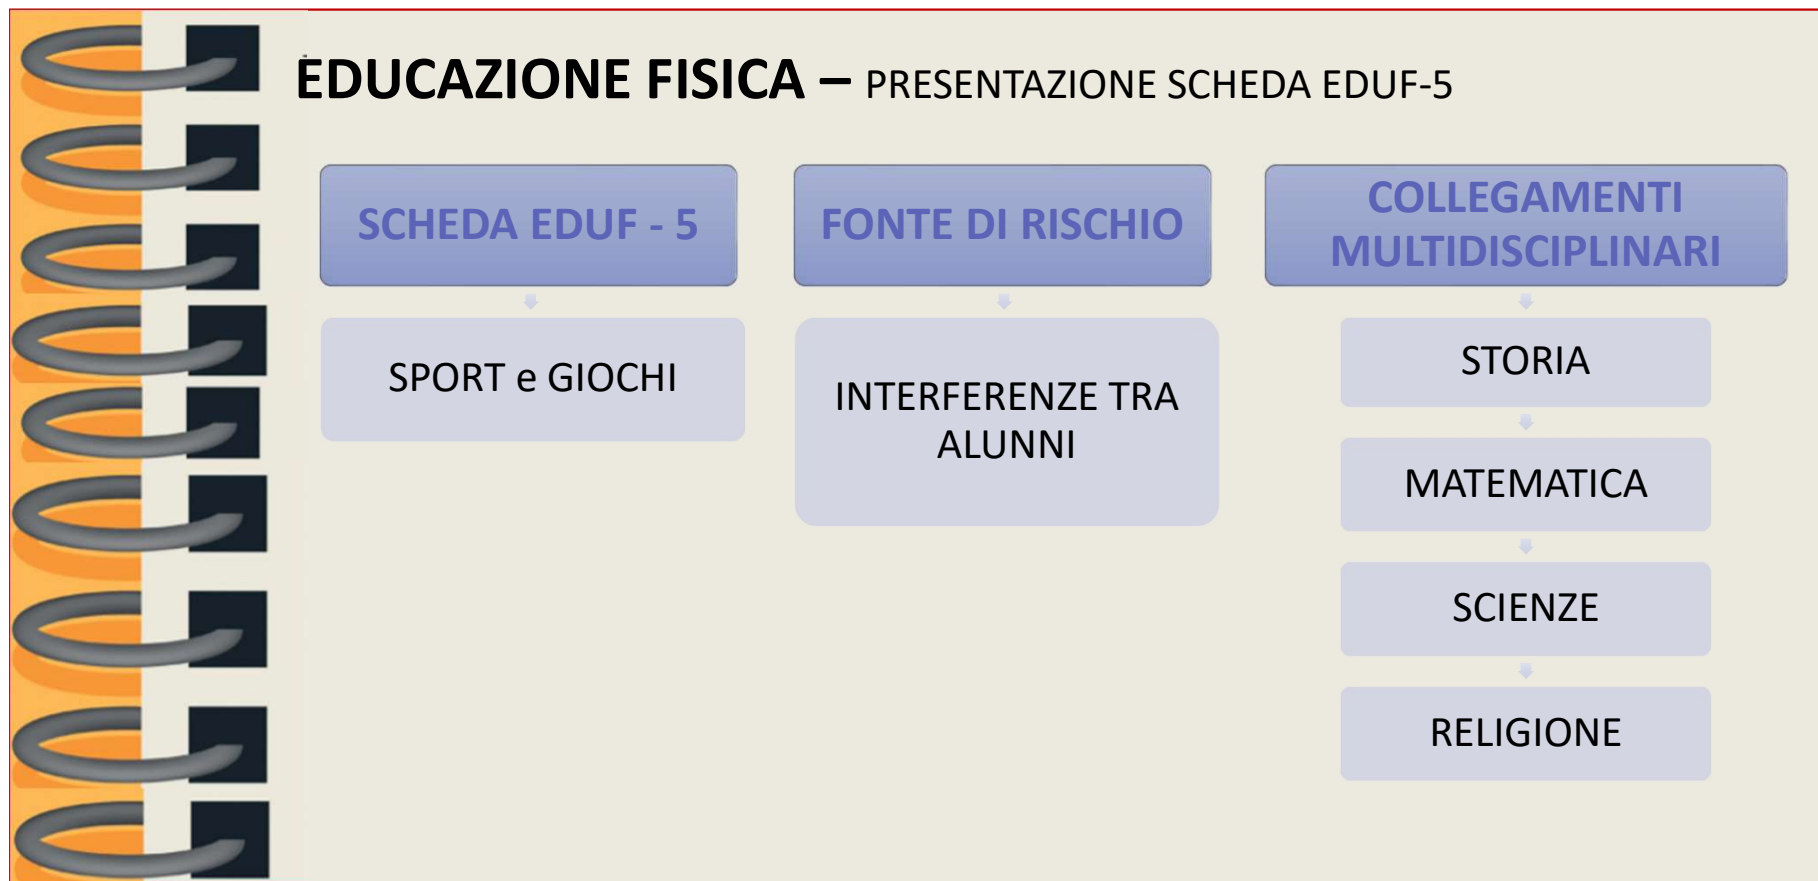 EDUCAZIONE FISICA – PRESENTAZIONE SCHEDA EDUF-5
SCHEDA EDUF - 5
SPORT e GIOCHI
FONTE DI RISCHIO
INTERFERENZE TRA
ALUNNI
COLLEGAMENTI
MULTIDISCIPLINARI
STORIA
MATEMATICA
SCIENZE
RELIGIONE